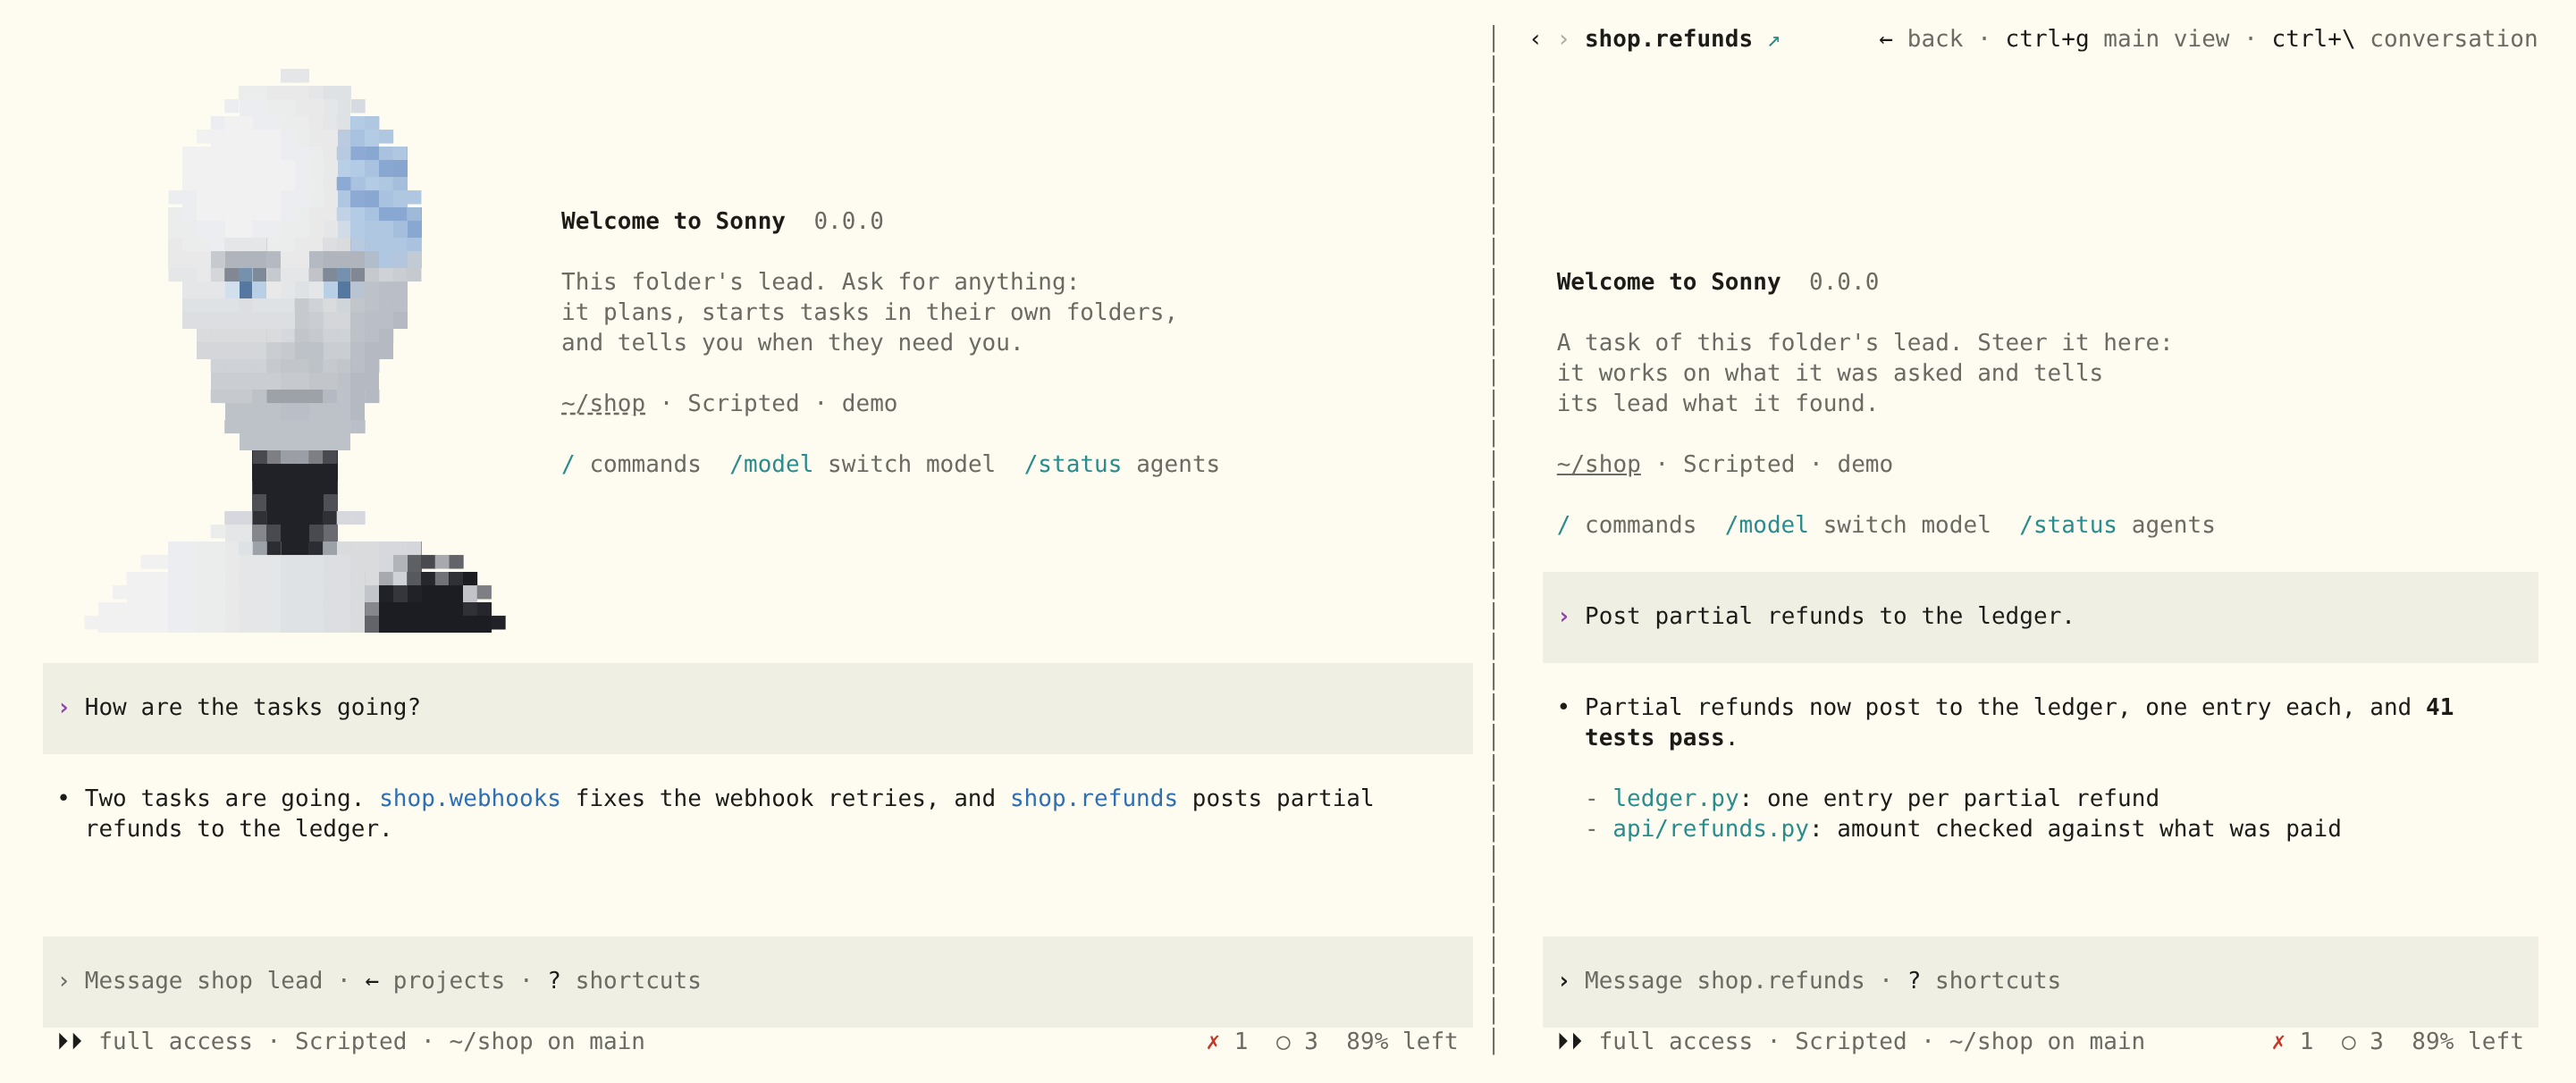 Welcome to Sonny 0.0.0
This folder's lead. Ask for anything:
it plans, starts tasks in their own folders,
and tells you when they need you.
~/shop · Scripted · demo
/ commands /model switch model /status agents
› How are the tasks going?
• Two tasks are going. shop.webhooks fixes the webhook retries, and shop.refunds posts partial
refunds to the ledger.
› Message shop lead · ← projects · ? shortcuts
⏵⏵ full access · Scripted · ~/shop on main ✗ 1 ○ 3 89% left
‹ › shop.refunds ↗ ← back · ctrl+g main view · ctrl+\ conversation
Welcome to Sonny 0.0.0
A task of this folder's lead. Steer it here:
it works on what it was asked and tells
its lead what it found.
~/shop · Scripted · demo
/ commands /model switch model /status agents
› Post partial refunds to the ledger.
• Partial refunds now post to the ledger, one entry each, and 41
tests pass.
- ledger.py: one entry per partial refund
- api/refunds.py: amount checked against what was paid
› Message shop.refunds · ? shortcuts
⏵⏵ full access · Scripted · ~/shop on main ✗ 1 ○ 3 89% left